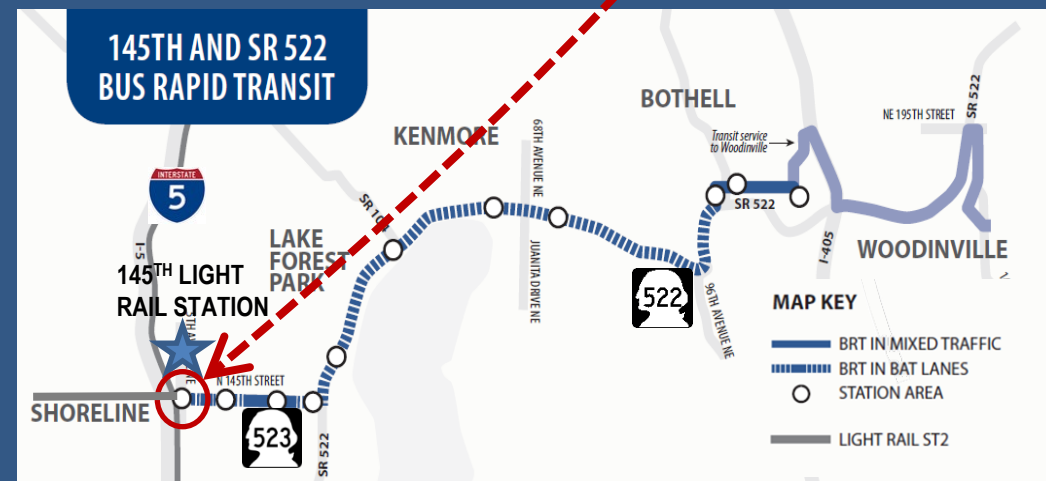 145TH AND SR 522
BUS RAPID TRANSIT
INTERSTATE
5
I-5
SR 104
KENMORE
68TH AVENUE NE
JUANITA DRIVE NE
BOTHELL
Transit service
to Woodinville
SR 522
NE 195TH STREET
SR 522
I-405
WOODINVILLE
LAKE
FOREST
PARK
145TH LIGHT
RAIL STATION
NE
N 145TH STREET
SHORELINE
523
SR 522
522
96TH AVENUE NE
MAP KEY
BRT IN MIXED TRAFFIC
BRT IN BAT LANES
STATION AREA
LIGHT RAIL ST2